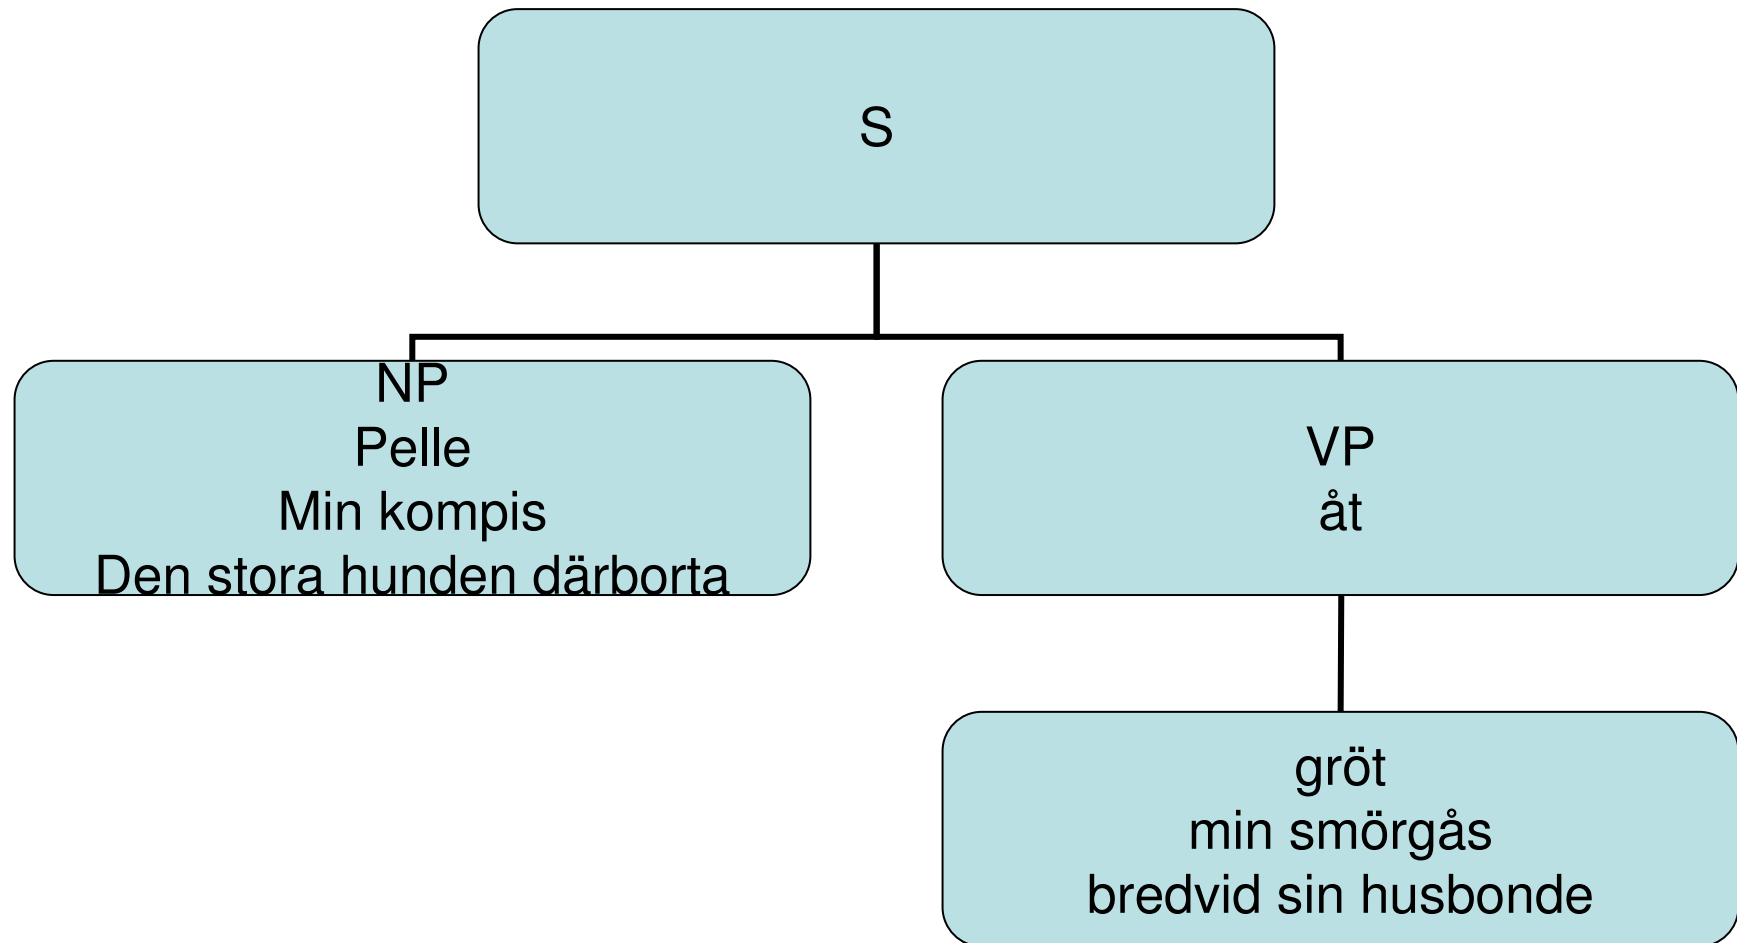 S
NP
Pelle
Min kompis
Den stora hunden därborta
VP
åt
gröt
min smörgås
bredvid sin husbonde